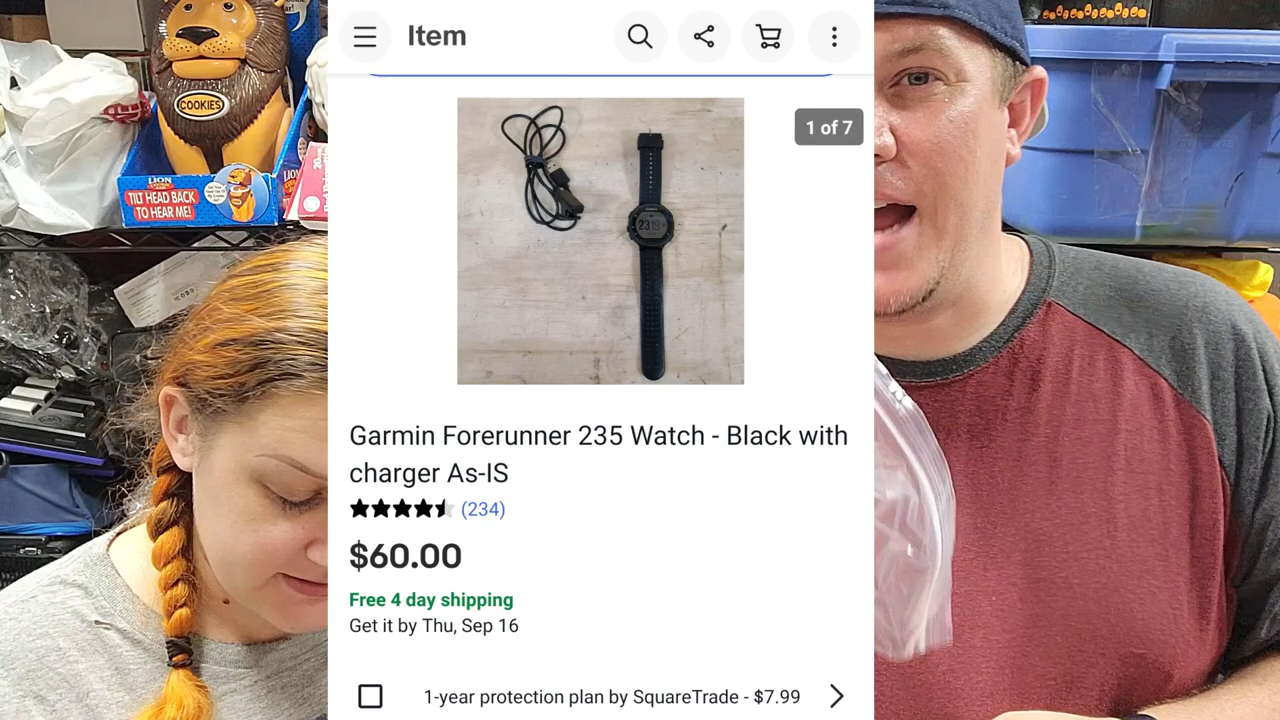 COOKIES
LION
TILT HEAD BACK
TO HEAR ME!
Item
1 of 7
Garmin Forerunner 235 Watch - Black with
charger As-IS
(234)
$60.00
Free 4 day shipping
Get it by Thu, Sep 16
1-year protection plan by SquareTrade - $7.99